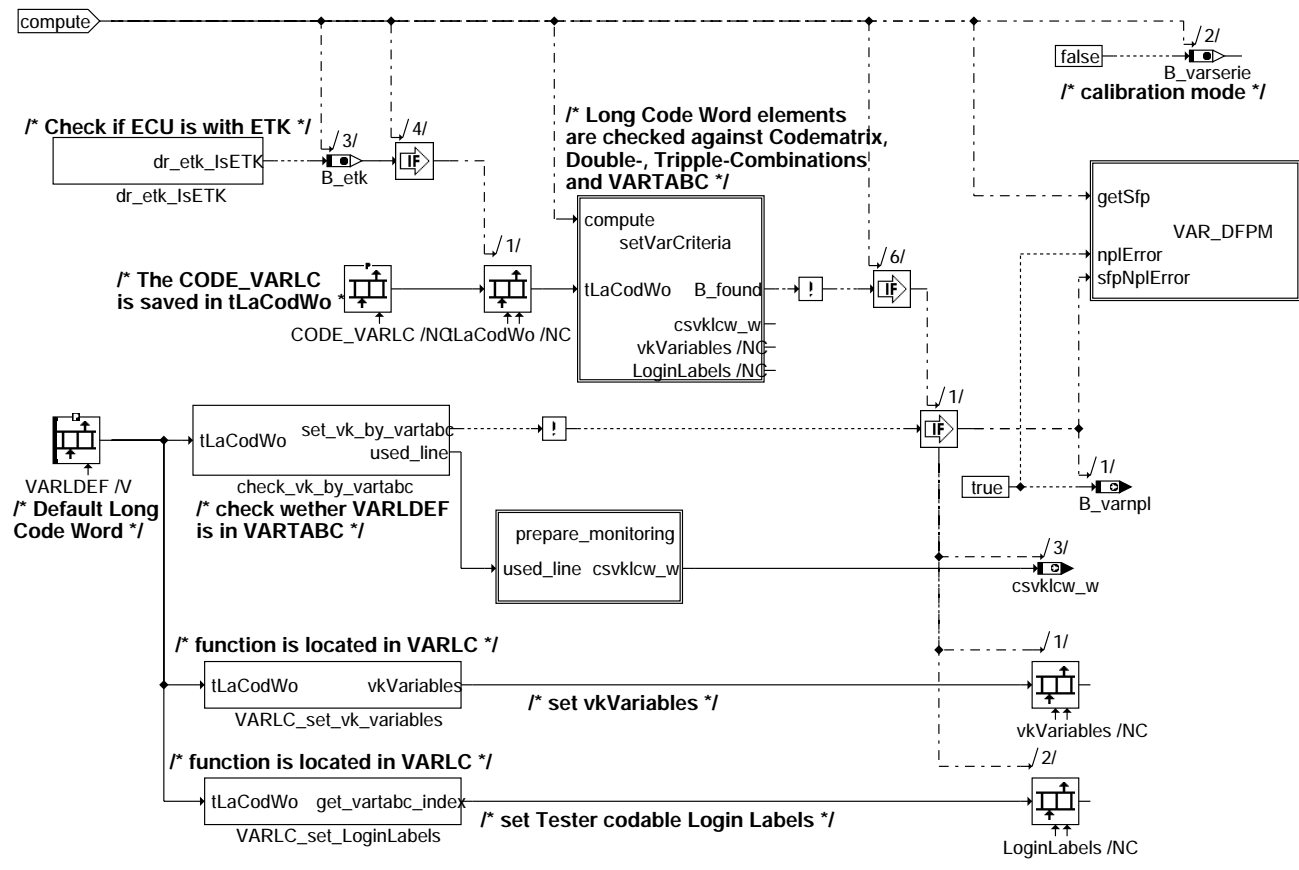 compute
/2/
false
B_varserie
/* calibration mode */
/* Check if ECU is with ETK */
dr_etk_IsETK
dr_etk_IsETK
/3/
B_etk
/4/
IF
/* Long Code Word elements
are checked against Codematrix,
Double-, Tripple-Combinations
and VARTABC */
compute
setVarCriteria
tLaCodWo
B_found
csvklcw_w
vkVariables /NC
LoginLabels /NC
getSfp
VAR_DFPM
nplError
sfpNplError
/1/
/* The CODE_VARLC
is saved in tLaCodWo *
P
CODE_VARLC /NC
tLaCodWo /NC
!
/6/
IF
/1/
IF
P
VARLDEF /V
/* Default Long
Code Word */
tLaCodWo
set_vk_by_vartabc
used_line
check_vk_by_vartabc
/* check wether VARLDEF
is in VARTABC */
!
true
/1/
B_varnpl
prepare_monitoring
used_line
csvklcw_w
/3/
csvklcw_w
/* function is located in VARLC */
tLaCodWo
vkVariables
VARLC_set_vk_variables
/* set vkVariables */
/1/
vkVariables /NC
/* function is located in VARLC */
tLaCodWo
get_vartabc_index
VARLC_set_LoginLabels
/* set Tester codable Login Labels */
/2/
LoginLabels /NC